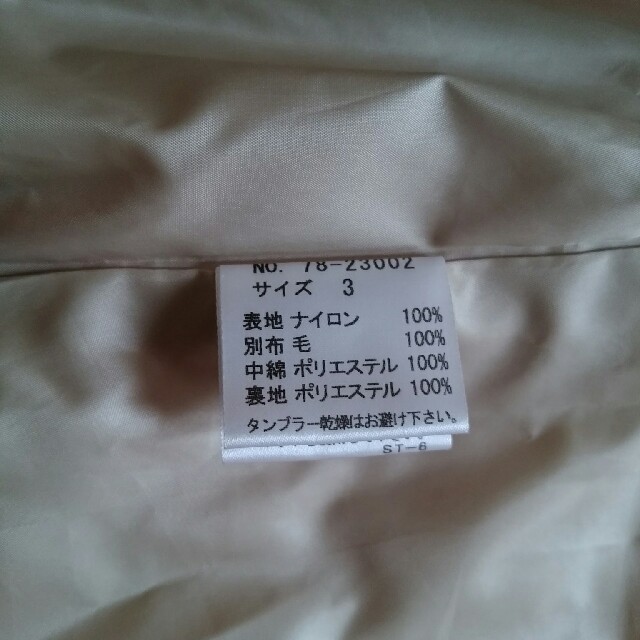 No. 78-23002
サイズ 3
表地 ナイロン 100%
別布 毛 100%
中綿 ポリエステル 100%
裏地 ポリエステル 100%
タンブラー乾燥はお避け下さい。
ST-6